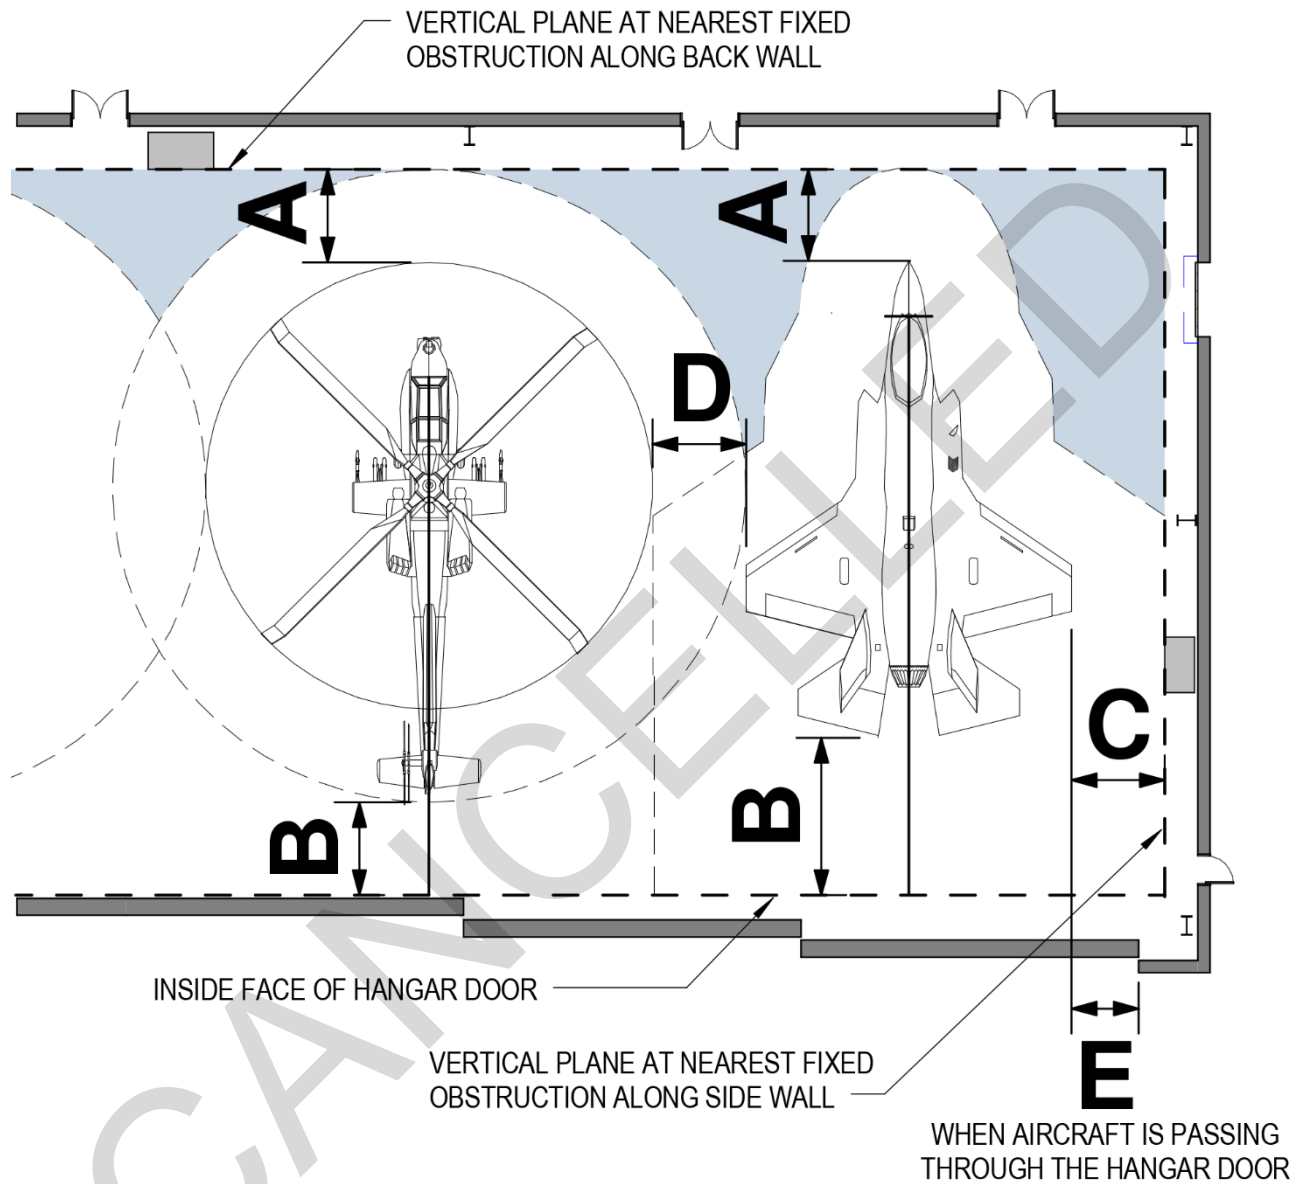 VERTICAL PLANE AT NEAREST FIXED
OBSTRUCTION ALONG BACK WALL
A
A
D
C
B
B
INSIDE FACE OF HANGAR DOOR
VERTICAL PLANE AT NEAREST FIXED
OBSTRUCTION ALONG SIDE WALL
E
WHEN AIRCRAFT IS PASSING
THROUGH THE HANGAR DOOR
CANCELLED